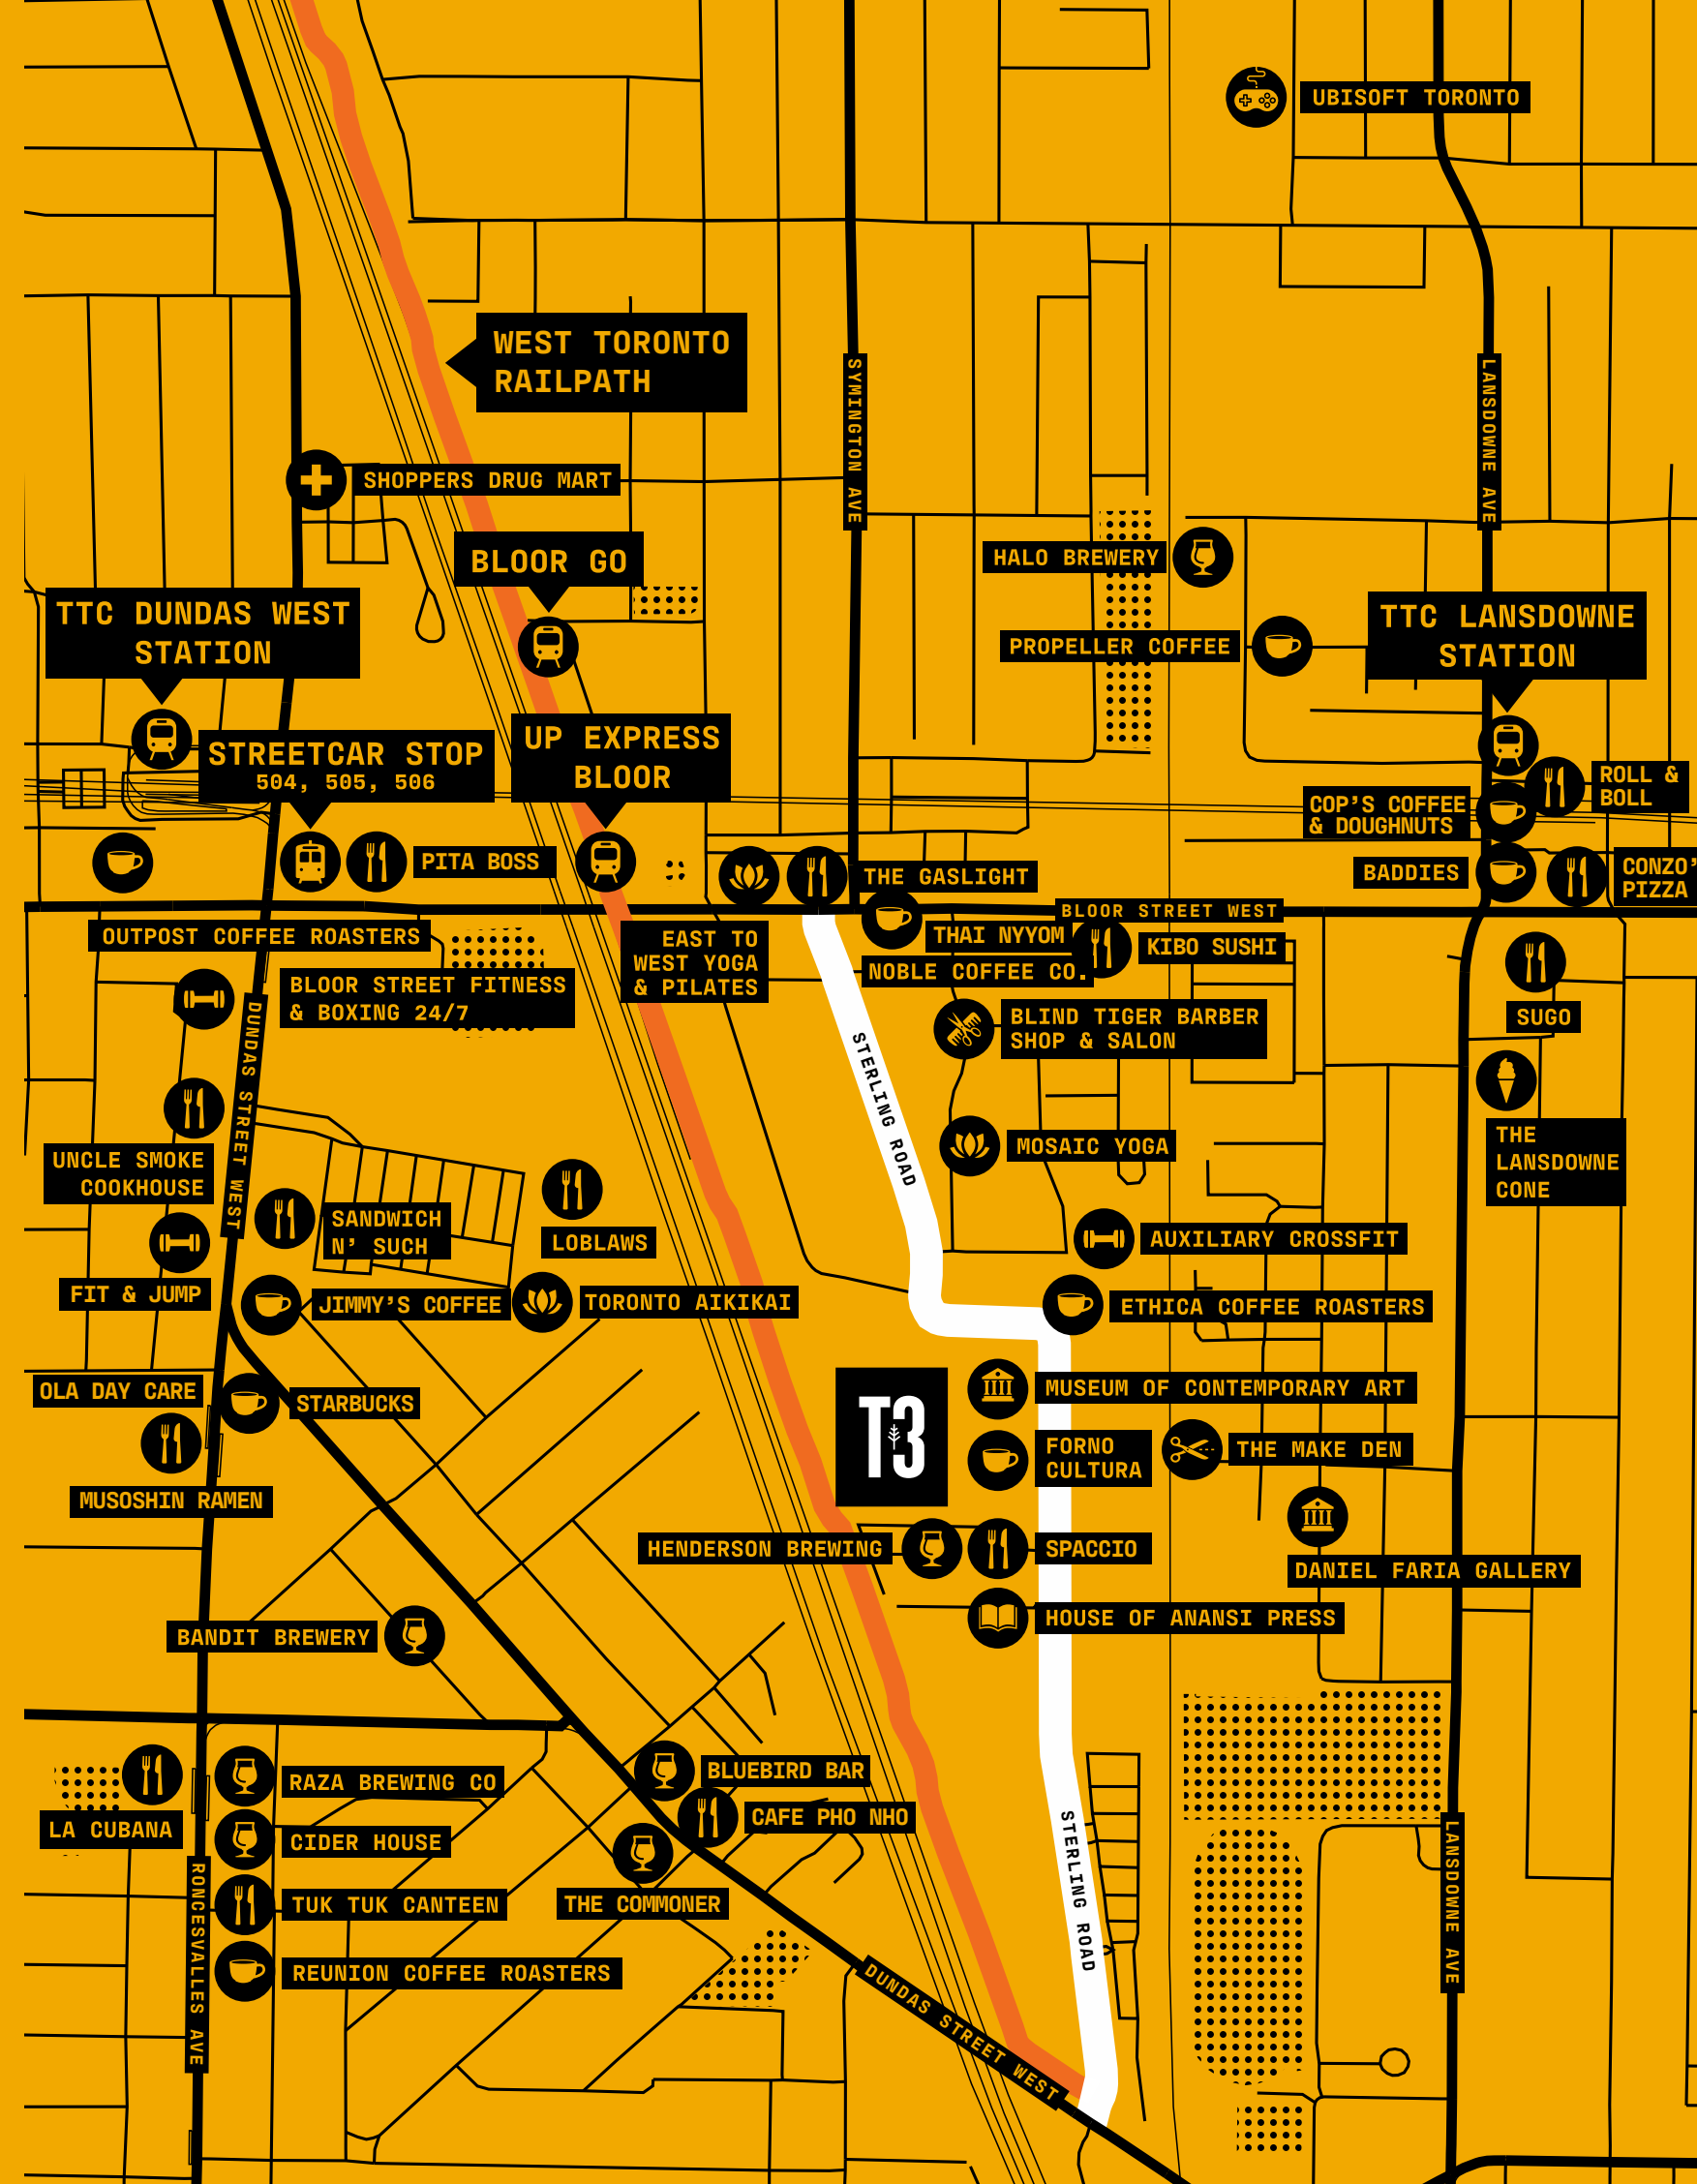 UBISOFT TORONTO
WEST TORONTO
RAILPATH
SYMINGTON AVE
LANSDOWNE AVE
SHOPPERS DRUG MART
BLOOR GO
HALO BREWERY
TTC DUNDAS WEST
STATION
PROPELLER COFFEE
TTC LANSDOWNE
STATION
STREETCAR STOP
504, 505, 506
UP EXPRESS
BLOOR
ROLL &
BOLL
COP'S COFFEE
& DOUGHNUTS
PITA BOSS
THE GASLIGHT
BADDIES
CONZO'
PIZZA
BLOOR STREET WEST
OUTPOST COFFEE ROASTERS
EAST TO
WEST YOGA
& PILATES
THAI NYYOM
KIBO SUSHI
NOBLE COFFEE CO.
BLOOR STREET FITNESS
& BOXING 24/7
SUGO
BLIND TIGER BARBER
SHOP & SALON
DUNDAS STREET WEST
STERLING ROAD
UNCLE SMOKE
COOKHOUSE
MOSAIC YOGA
THE
LANSDOWNE
CONE
SANDWICH
N' SUCH
LOBLAWS
AUXILIARY CROSSFIT
FIT & JUMP
JIMMY'S COFFEE
TORONTO AIKIKAI
ETHICA COFFEE ROASTERS
OLA DAY CARE
STARBUCKS
T3
MUSEUM OF CONTEMPORARY ART
FORNO
CULTURA
THE MAKE DEN
MUSOSHIN RAMEN
HENDERSON BREWING
SPACCIO
DANIEL FARIA GALLERY
HOUSE OF ANANSI PRESS
BANDIT BREWERY
BLUEBIRD BAR
RAZA BREWING CO
CAFE PHO NHO
LA CUBANA
CIDER HOUSE
STERLING ROAD
LANSDOWNE AVE
RONCESVALLES AVE
TUK TUK CANTEEN
THE COMMONER
REUNION COFFEE ROASTERS
DUNDAS STREET WEST